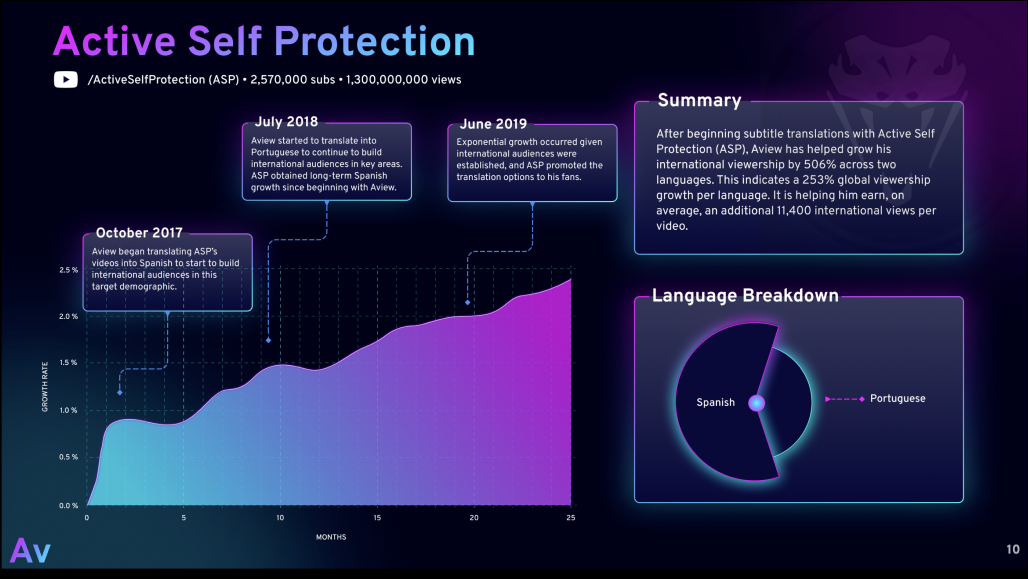 Active Self Protection
/ActiveSelfProtection (ASP) • 2,570,000 subs • 1,300,000,000 views
October 2017
Aview began translating ASP's
videos into Spanish to start to build
international audiences in this
target demographic.
July 2018
Aview started to translate into
Portuguese to continue to build
international audiences in key areas.
ASP obtained long-term Spanish
growth since beginning with Aview.
June 2019
Exponential growth occurred given
international audiences were
established, and ASP promoted the
translation options to his fans.
GROWTH RATE
2.5 %
2.0 %
1.5 %
1.0 %
0.5 %
0.0 %
0 5 10 15 20 25
MONTHS
Summary
After beginning subtitle translations with Active Self
Protection (ASP), Aview has helped grow his
international viewership by 506% across two
languages. This indicates a 253% global viewership
growth per language. It is helping him earn, on
average, an additional 11,400 international views per
video.
Language Breakdown
Spanish
Portuguese
Av
10